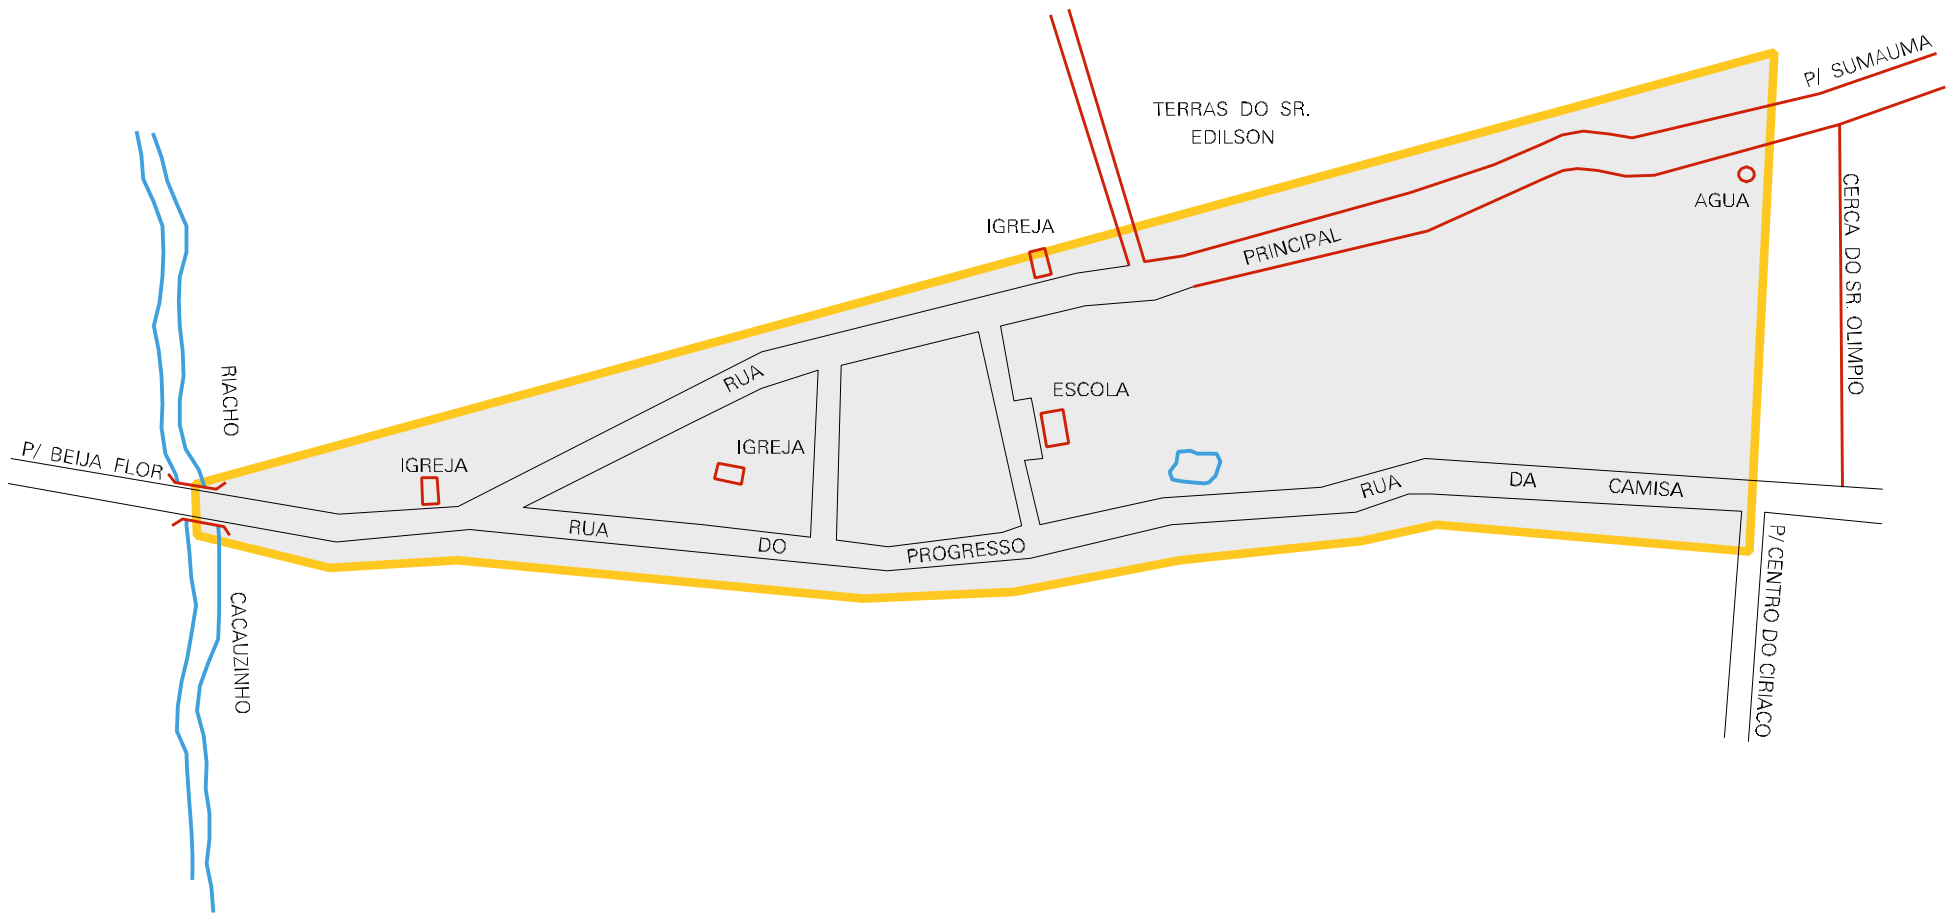 P/ SUMAUMA
TERRAS DO SR.
EDILSON
CERCA DO SR. OLIMPIO
AGUA
IGREJA
PRINCIPAL
RUA
ESCOLA
RIACHO
P/ BEIJA FLOR
IGREJA
IGREJA
RUA DA CAMISA
RUA DO PROGRESSO
P/ CENTRO DO CIRIACO
CACAUZINHO